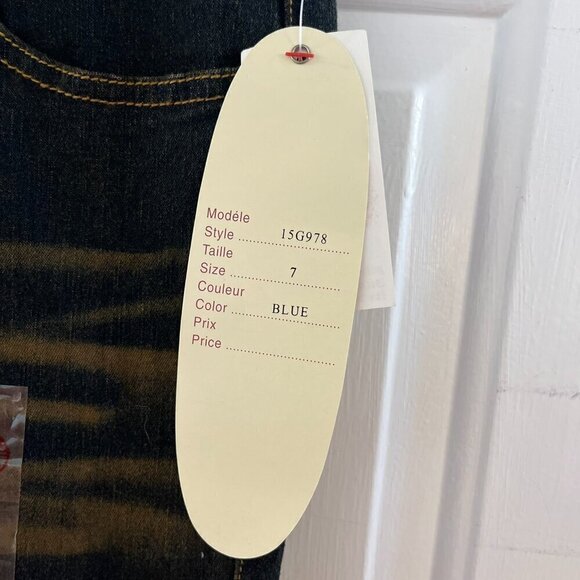 Modéle
Style .................... 15G978
Taille
Size .................... 7
Couleur
Color .................... BLUE
Prix
Price ....................